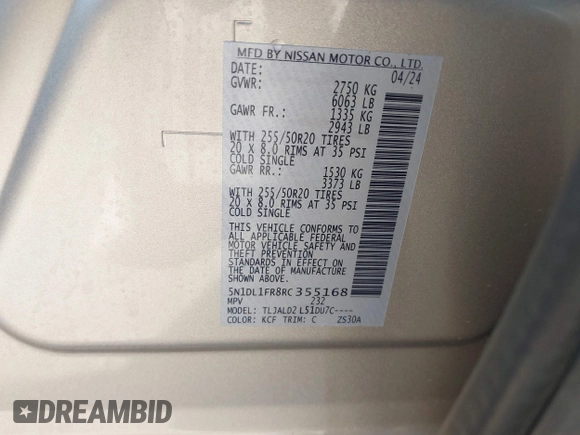 MFD BY NISSAN MOTOR CO., LTD.
DATE: 04/24
GVWR: 2750 KG
6063 LB
GAWR FR.: 1335 KG
2943 LB
WITH 255/50R20 TIRES
20 x 8.0 RIMS AT 35 PSI
COLD SINGLE
GAWR RR.: 1530 KG
3373 LB
WITH 255/50R20 TIRES
20 x 8.0 RIMS AT 35 PSI
COLD SINGLE
THIS VEHICLE CONFORMS TO
ALL APPLICABLE FEDERAL
MOTOR VEHICLE SAFETY AND
THEFT PREVENTION
STANDARDS IN EFFECT ON
THE DATE OF MANUFACTURE
SHOWN ABOVE.
5N1DL1FR8RC355168
MPV 232
MODEL: TLJALD2 L51DU7C----
COLOR: KCF TRIM: C ZS30A
DREAMBID